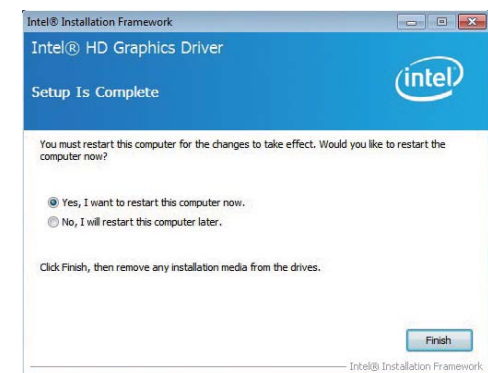 Intel® Installation Framework
Intel® HD Graphics Driver
Setup Is Complete
intel
You must restart this computer for the changes to take effect. Would you like to restart the
computer now?
Yes, I want to restart this computer now.
No, I will restart this computer later.
Click Finish, then remove any installation media from the drives.
Finish
Intel® Installation Framework